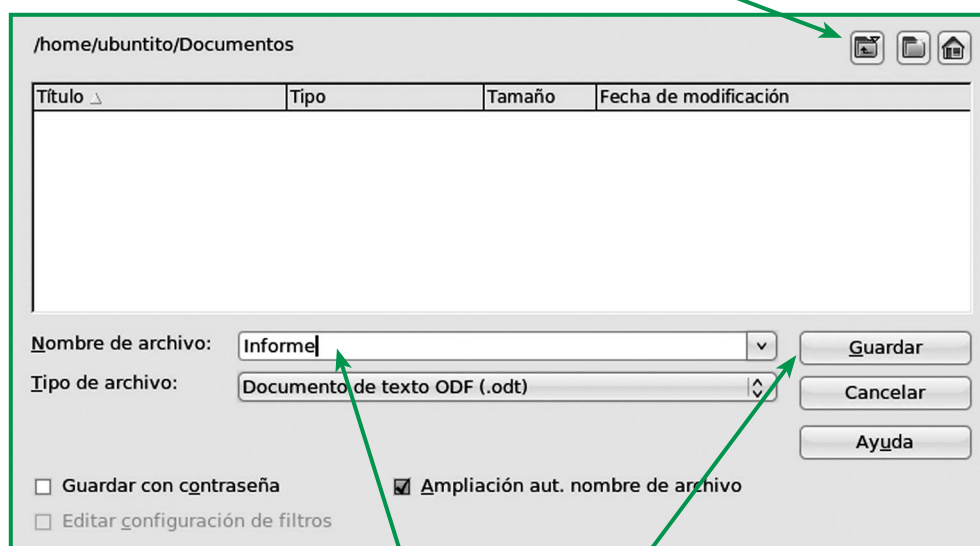 /home/ubuntito/Documentos
Título Tipo Tamaño Fecha de modificación
Nombre de archivo: Informe Guardar
Tipo de archivo: Documento de texto ODF (.odt) Cancelar
Ayuda
Guardar con contraseña Ampliación aut. nombre de archivo
Editar configuración de filtros